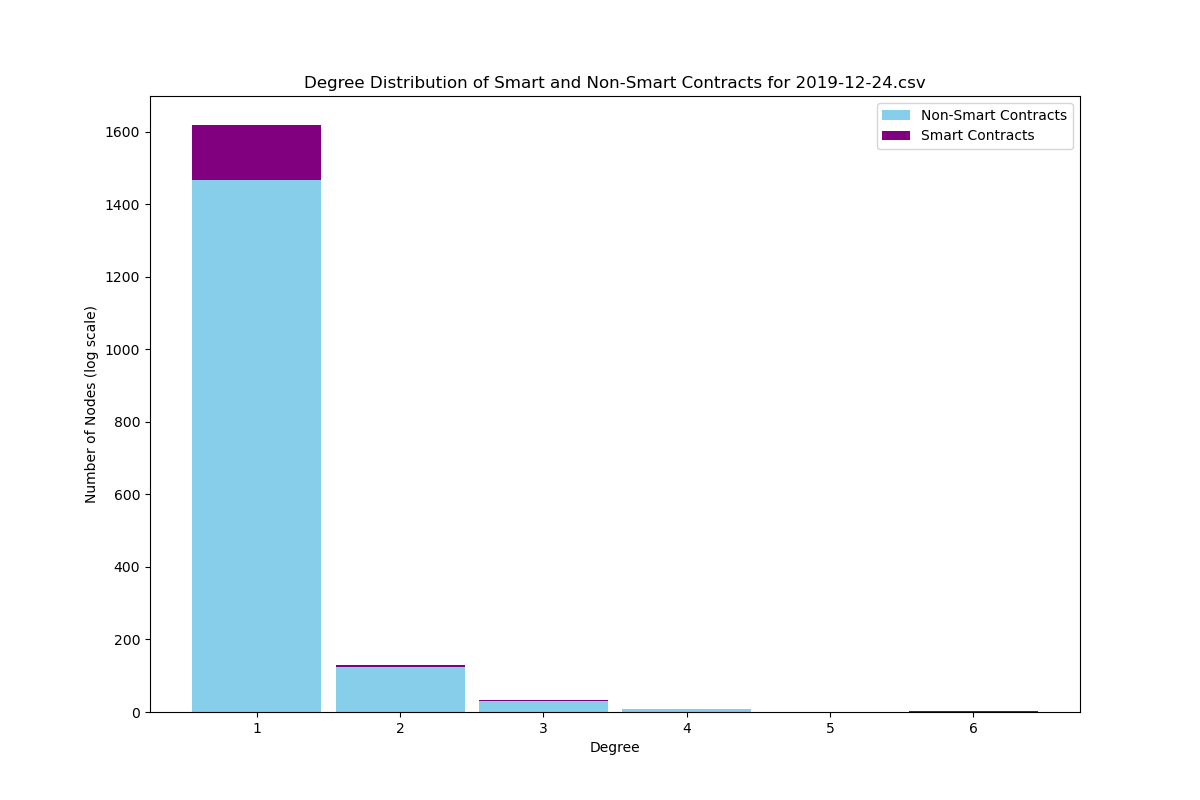 Degree Distribution of Smart and Non-Smart Contracts for 2019-12-24.csv
Non-Smart Contracts
Smart Contracts
1600
1400
1200
1000
800
600
400
200
0
Number of Nodes (log scale)
1 2 3 4 5 6
Degree